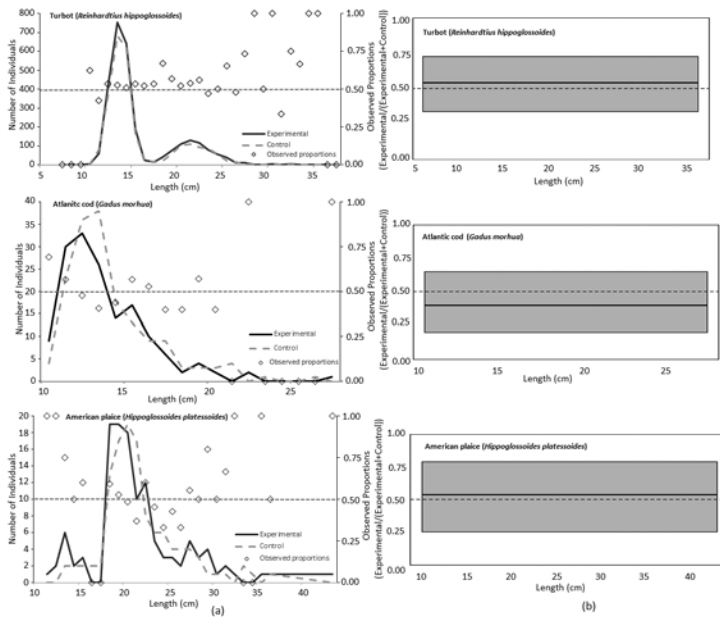 Turbot (Reinhardtius hippoglossoides)
Number of Individuals
800
700
600
500
400
300
200
100
0
5 10 15 20 25 30 35
Length (cm)
Experimental
Control
Observed proportions
1.00
0.75
0.50
0.25
0.00
Observed Proportions
(Experimental/(Experimental+Control))
Turbot (Reinhardtius hippoglossoides)
1.00
0.75
0.50
0.25
0.00
5 10 15 20 25 30 35
Length (cm)
Atlanitc cod (Gadus morhua)
Number of Individuals
40
35
30
25
20
15
10
5
0
10 15 20 25
Length (cm)
Experimental
Control
Observed proportions
1.00
0.75
0.50
0.25
0.00
Observed Proportions
(Experimental/(Experimental+Control))
Atlantic cod (Gadus morhua)
1.00
0.75
0.50
0.25
0.00
10 15 20 25
Length (cm)
American plaice (Hippoglossoides platessoides)
Number of Individuals
20
18
16
14
12
10
8
6
4
2
0
10 15 20 25 30 35 40
Length (cm)
Experimental
Control
Observed proportions
1.00
0.75
0.50
0.25
0.00
Observed Proportions
(Experimental/(Experimental+Control))
American plaice (Hippoglossoides platessoides)
1.00
0.75
0.50
0.25
0.00
10 15 20 25 30 35 40
Length (cm)
(a)
(b)